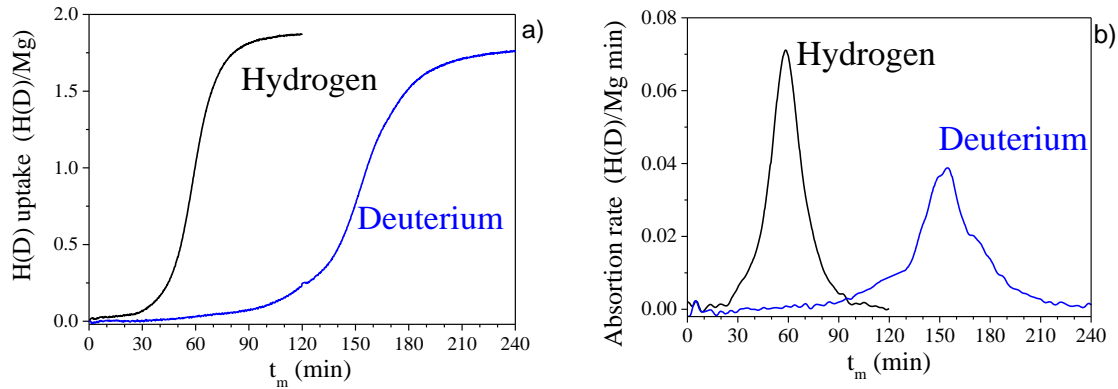 a)
H(D) uptake (H(D)/Mg)
2.0
1.5
1.0
0.5
0.0
Hydrogen
Deuterium
0 30 60 90 120 150 180 210 240
t_m (min)
b)
Absortion rate (H(D)/Mg min)
0.08
0.06
0.04
0.02
0.00
Hydrogen
Deuterium
0 30 60 90 120 150 180 210 240
t_m (min)